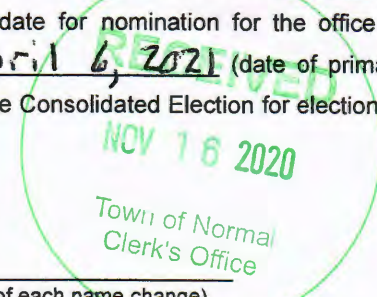 date for nomination for the office
ril 6, 2021 (date of prima
RECEIVED
e Consolidated Election for election
NOV 16 2020
Town of Normal
Clerk's Office
of each name change)